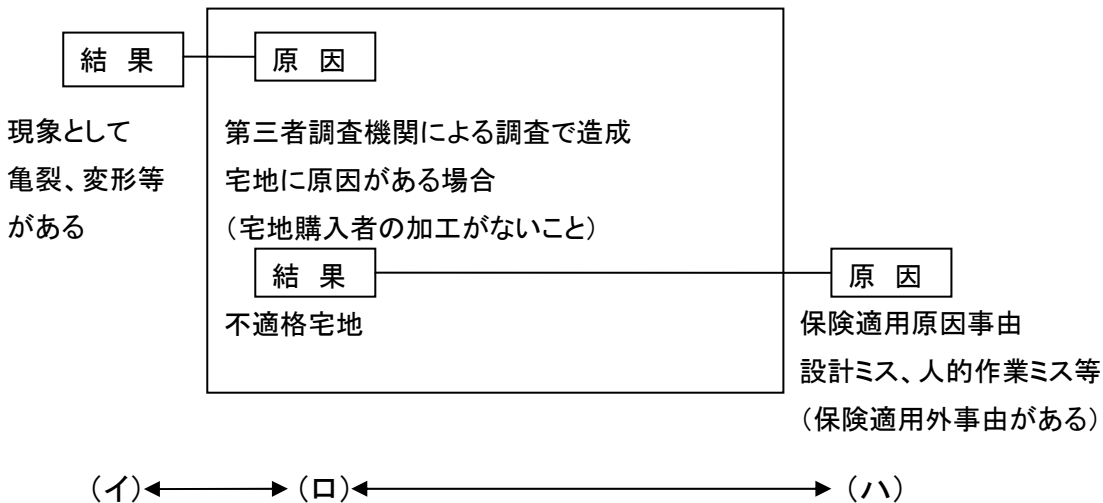 結 果
原 因
現象として
亀裂、変形等
がある
第三者調査機関による調査で造成
宅地に原因がある場合
（宅地購入者の加工がないこと）
結 果
原 因
不適格宅地
保険適用原因事由
設計ミス、人的作業ミス等
（保険適用外事由がある）
（イ）
（ロ）
（ハ）